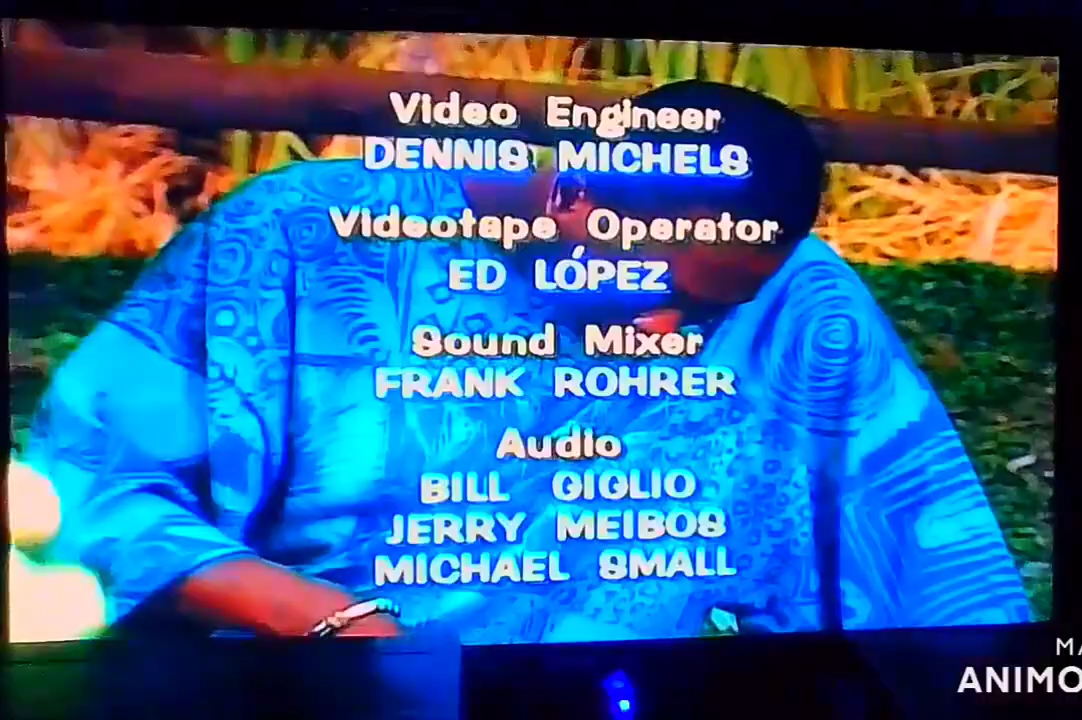 Video Engineer
DENNIS MICHELS
Videotape Operator
ED LÓPEZ
Sound Mixer
FRANK ROHRER
Audio
BILL GIGLIO
JERRY MEIBOS
MICHAEL SMALL